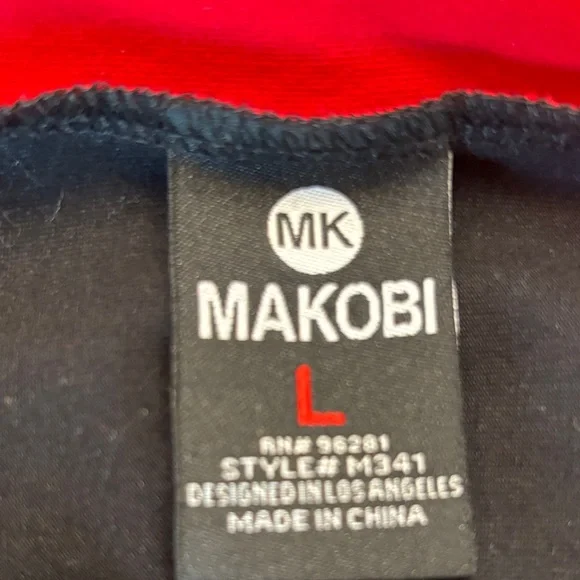 MK
MAKOBI
L
RN# 96281
STYLE# M341
DESIGNED IN LOS ANGELES
MADE IN CHINA